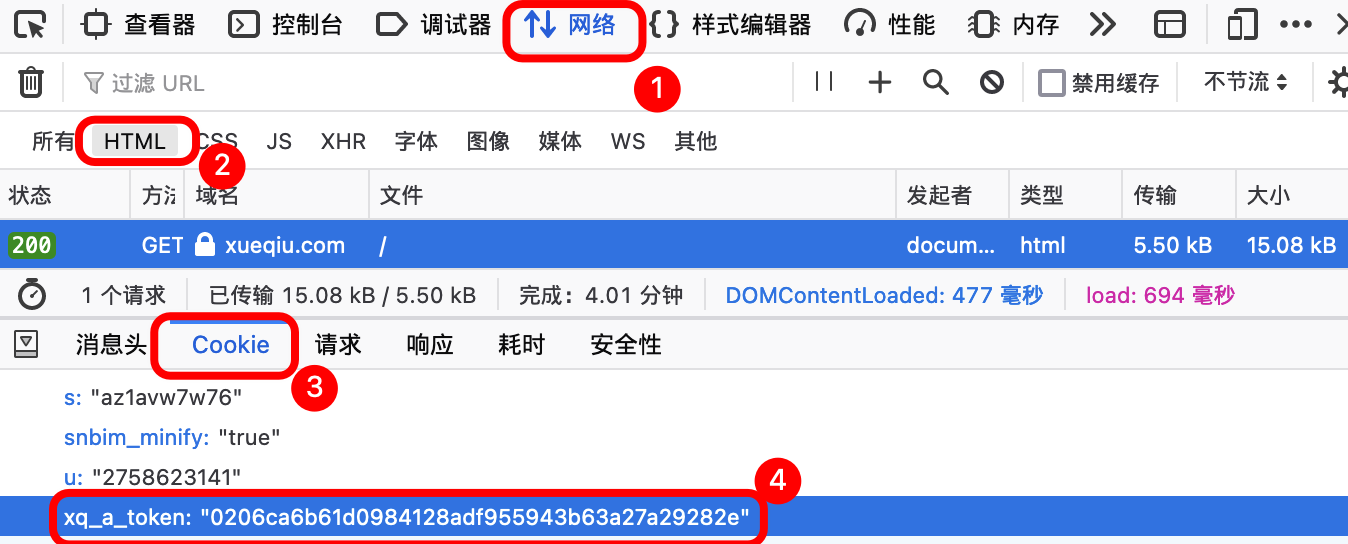 查看器 控制台 调试器 网络 {} 样式编辑器 性能 内存
1
过滤 URL 禁用缓存 不节流
所有 HTML CSS JS XHR 字体 图像 媒体 WS 其他
2
状态 方法 域名 文件 发起者 类型 传输 大小
200 GET xueqiu.com / docum... html 5.50 kB 15.08 kB
1 个请求 已传输 15.08 kB / 5.50 kB 完成：4.01 分钟 DOMContentLoaded: 477 毫秒 load: 694 毫秒
消息头 Cookie 请求 响应 耗时 安全性
3
s: "az1avw7w76"
snbim_minify: "true"
u: "2758623141"
4
xq_a_token: "0206ca6b61d0984128adf955943b63a27a29282e"